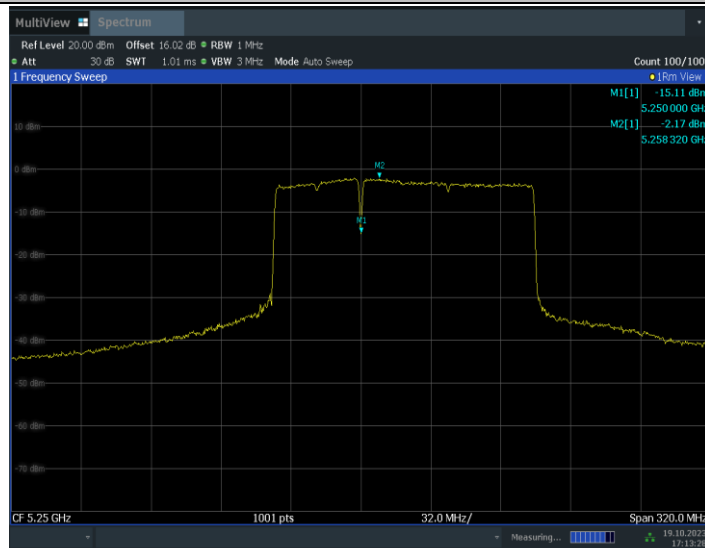 MultiView Spectrum
Ref Level 20.00 dBm Offset 16.02 dB RBW 1 MHz
Att 30 dB SWT 1.01 ms VBW 3 MHz Mode Auto Sweep Count 100/100
1 Frequency Sweep 1Rm View
M1[1] -15.11 dBm
5.250 000 GHz
M2[1] -2.17 dBm
5.258 320 GHz
10 dBm
0 dBm
M2
-10 dBm
M1
-20 dBm
-30 dBm
-40 dBm
-50 dBm
-60 dBm
-70 dBm
CF 5.25 GHz 1001 pts 32.0 MHz/ Span 320.0 MHz
Measuring... 19.10.2023
17:13:28